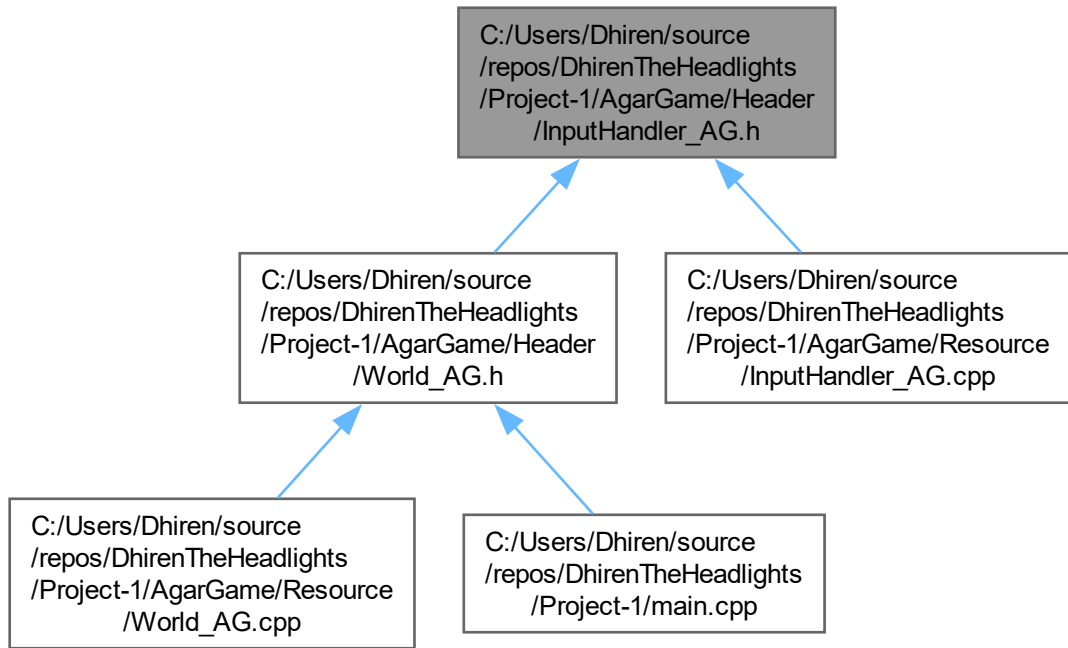 C:/Users/Dhiren/source
/repos/DhirenTheHeadlights
/Project-1/AgarGame/Header
/InputHandler_AG.h
C:/Users/Dhiren/source
/repos/DhirenTheHeadlights
/Project-1/AgarGame/Header
/World_AG.h
C:/Users/Dhiren/source
/repos/DhirenTheHeadlights
/Project-1/AgarGame/Resource
/InputHandler_AG.cpp
C:/Users/Dhiren/source
/repos/DhirenTheHeadlights
/Project-1/AgarGame/Resource
/World_AG.cpp
C:/Users/Dhiren/source
/repos/DhirenTheHeadlights
/Project-1/main.cpp